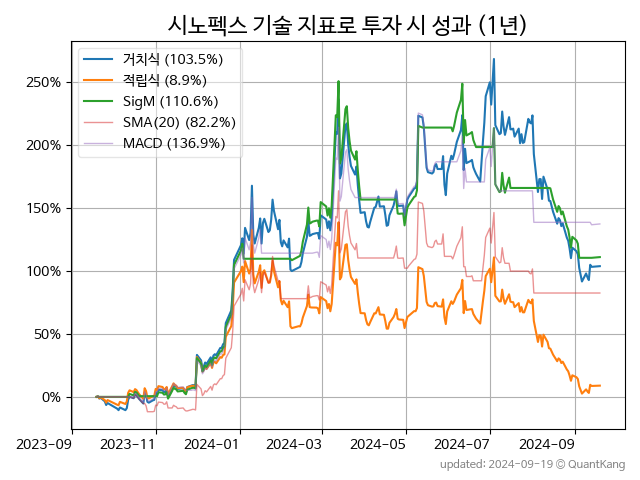 시노펙스 기술 지표로 투자 시 성과 (1년)
거치식 (103.5%)
적립식 (8.9%)
SigM (110.6%)
SMA(20) (82.2%)
MACD (136.9%)
250%
200%
150%
100%
50%
0%
2023-09 2023-11 2024-01 2024-03 2024-05 2024-07 2024-09
updated: 2024-09-19 @ QuantKang